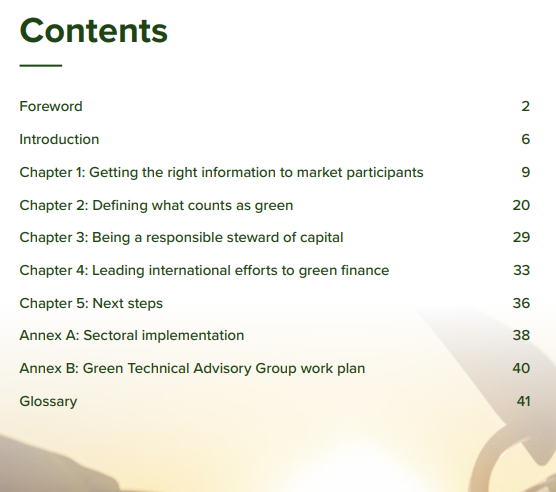 Contents
Foreword 2
Introduction 6
Chapter 1: Getting the right information to market participants 9
Chapter 2: Defining what counts as green 20
Chapter 3: Being a responsible steward of capital 29
Chapter 4: Leading international efforts to green finance 33
Chapter 5: Next steps 36
Annex A: Sectoral implementation 38
Annex B: Green Technical Advisory Group work plan 40
Glossary 41